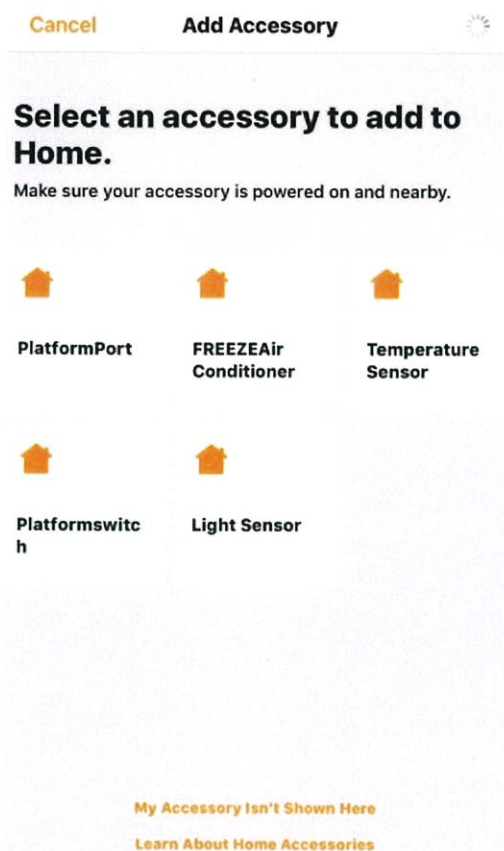 Cancel Add Accessory
Select an accessory to add to
Home.
Make sure your accessory is powered on and nearby.
PlatformPort
FREEZEAir
Conditioner
Temperature
Sensor
Platformswitc
h
Light Sensor
My Accessory Isn't Shown Here
Learn About Home Accessories